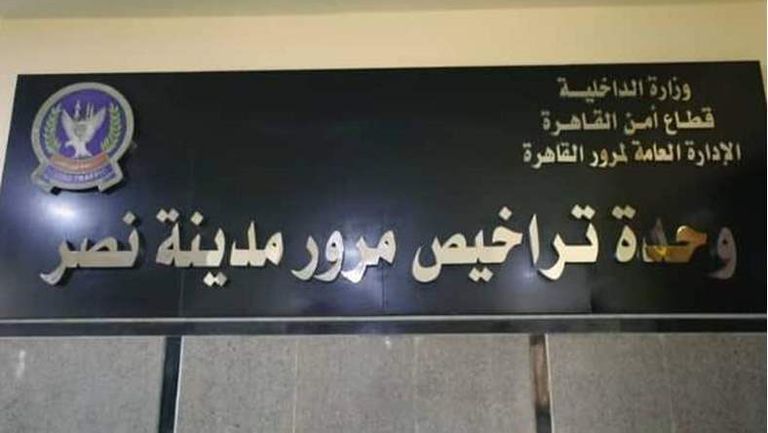 وزارة الداخلية
قطاع أمن القاهرة
الإدارة العامة لمرور القاهرة
وحدة تراخيص مرور مدينة نصر